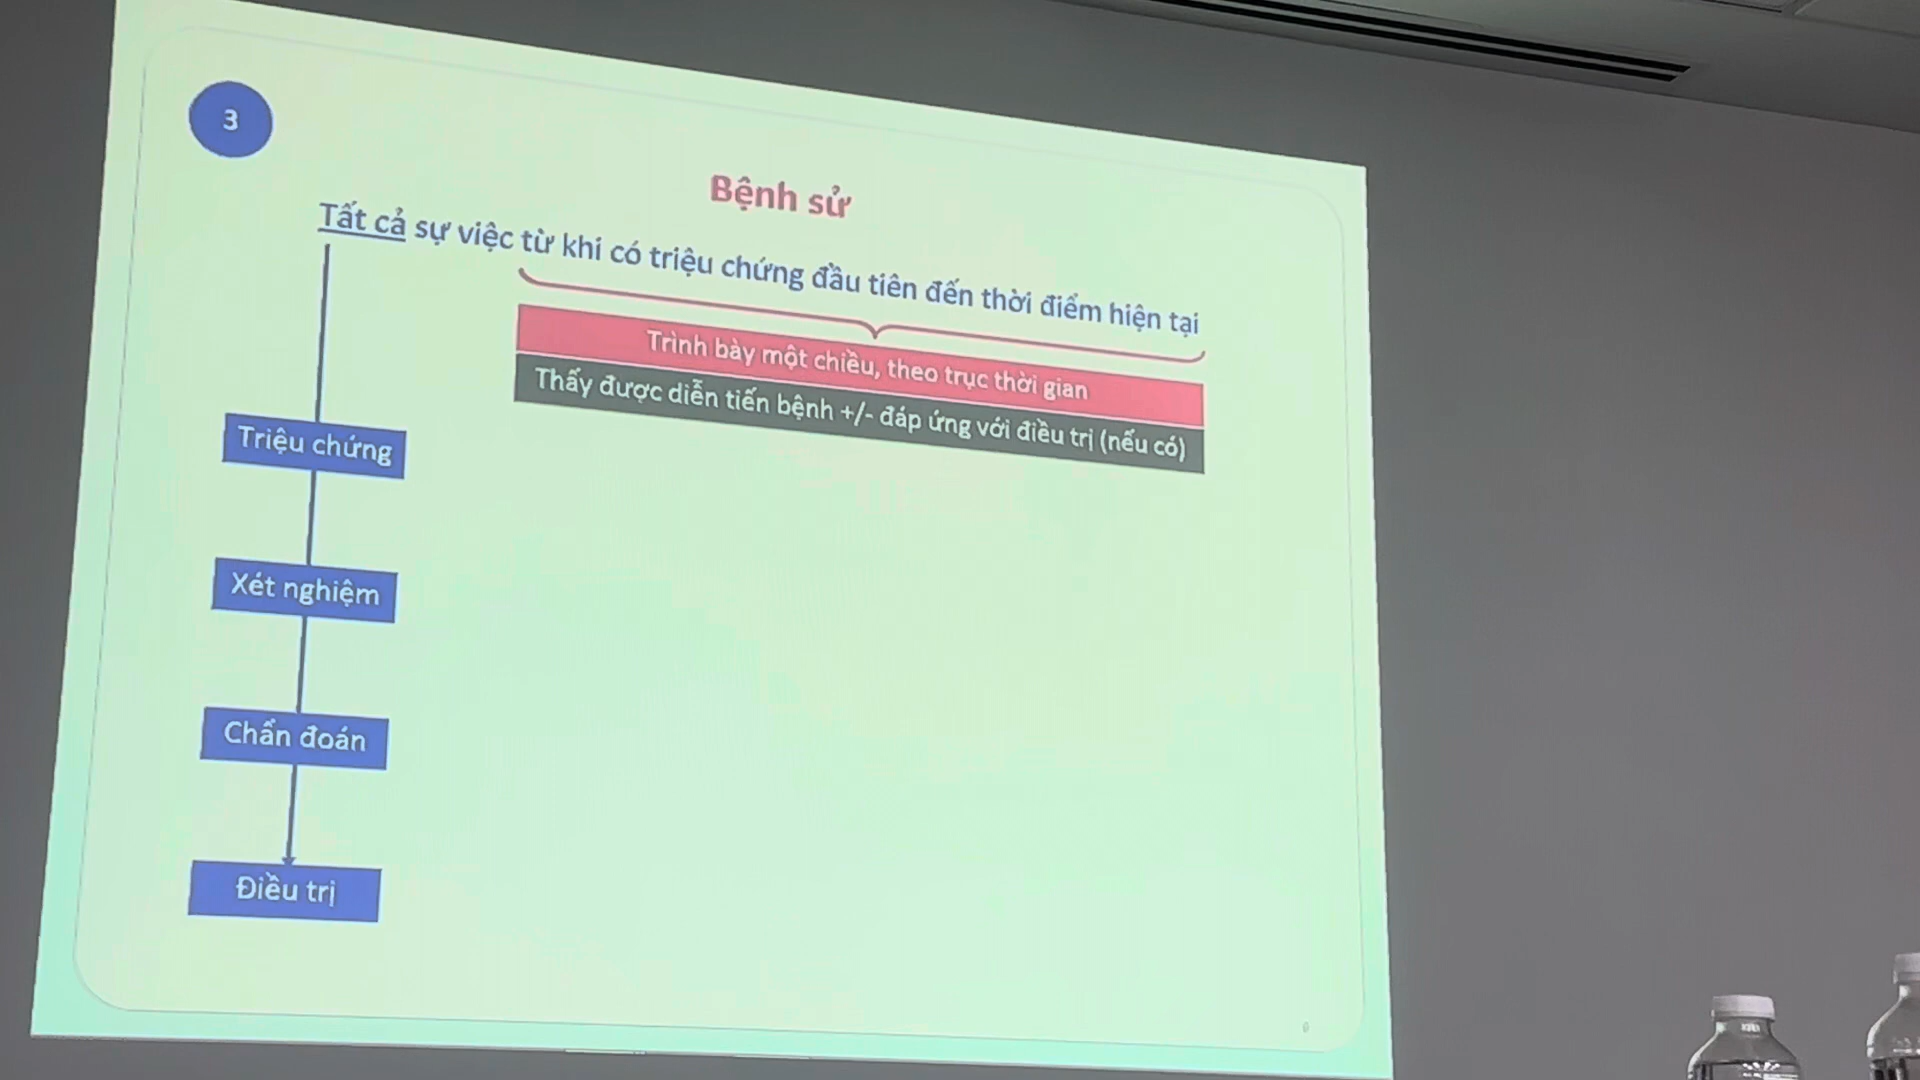 3
Bệnh sử
Tất cả sự việc từ khi có triệu chứng đầu tiên đến thời điểm hiện tại
Trình bày một chiều, theo trục thời gian
Thấy được diễn tiến bệnh +/- đáp ứng với điều trị (nếu có)
Triệu chứng
Xét nghiệm
Chẩn đoán
Điều trị